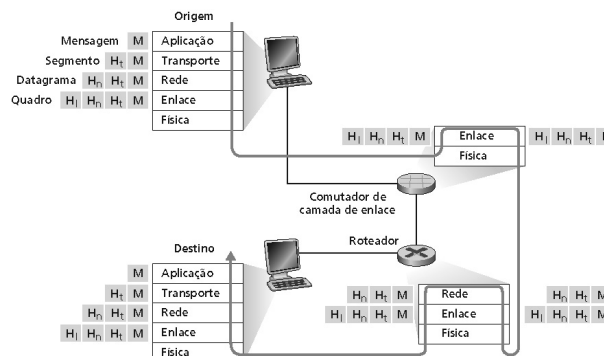 Origem
Mensagem M Aplicação
Segmento Ht M Transporte
Datagrama Hn Ht M Rede
Quadro Hl Hn Ht M Enlace
Física
Hl Hn Ht M Enlace Hl Hn Ht M
Física
Comutador de
camada de enlace
Roteador
Destino
M Aplicação
Ht M Transporte
Hn Ht M Rede
Hl Hn Ht M Enlace
Física
Hn Ht M Rede Hn Ht M
Hl Hn Ht M Enlace Hl Hn Ht M
Física